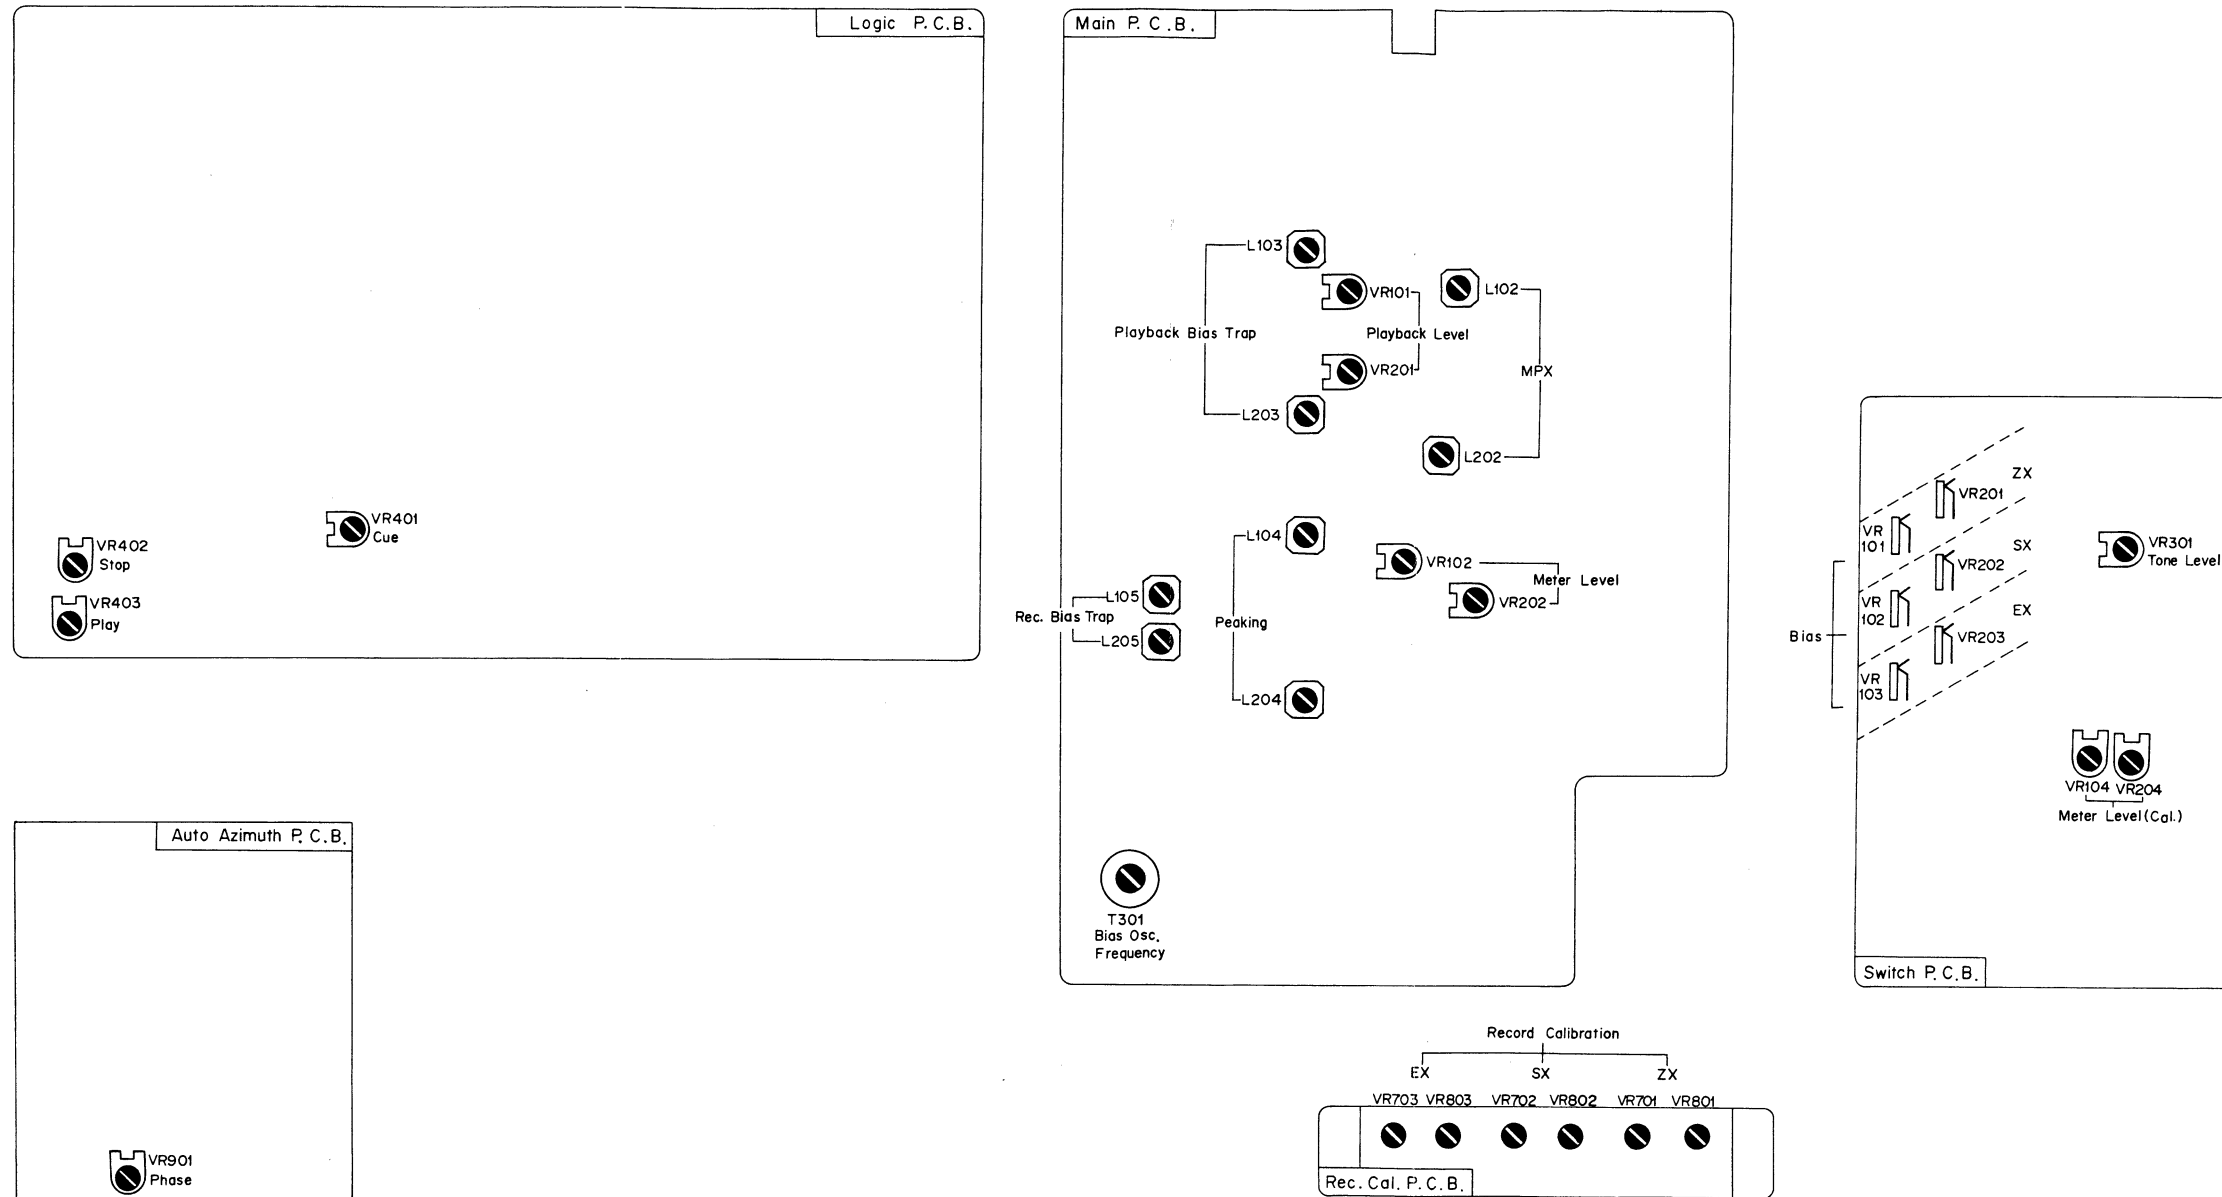 Logic P.C.B.
VR401
Cue
VR402
Stop
VR403
Play
Auto Azimuth P.C.B.
VR901
Phase
Main P.C.B.
L103
VR101
L102
Playback Bias Trap
Playback Level
VR201
MPX
L203
L202
L104
VR102
Meter Level
VR202
L105
Rec. Bias Trap
Peaking
L205
L204
T301
Bias Osc.
Frequency
ZX
VR201
VR
101
SX
VR202
VR
102
EX
Bias
VR203
VR
103
VR301
Tone Level
VR104 VR204
Meter Level(Cal.)
Switch P.C.B.
Record Calibration
EX SX ZX
VR703 VR803 VR702 VR802 VR701 VR801
Rec. Cal. P.C.B.